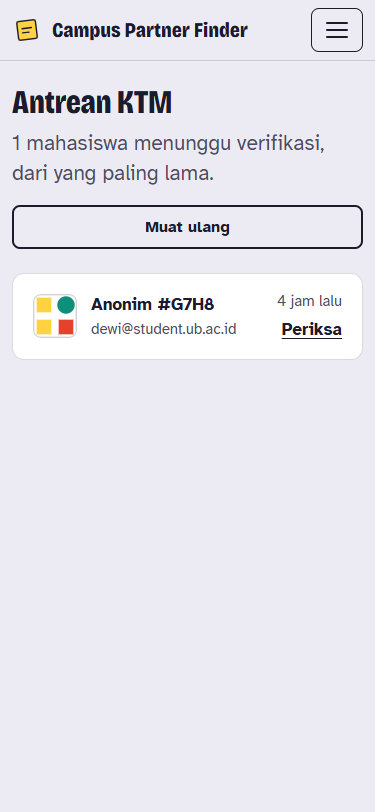 Campus Partner Finder
Antrean KTM
1 mahasiswa menunggu verifikasi,
dari yang paling lama.
Muat ulang
Anonim #G7H8
4 jam lalu
dewi@student.ub.ac.id
Periksa